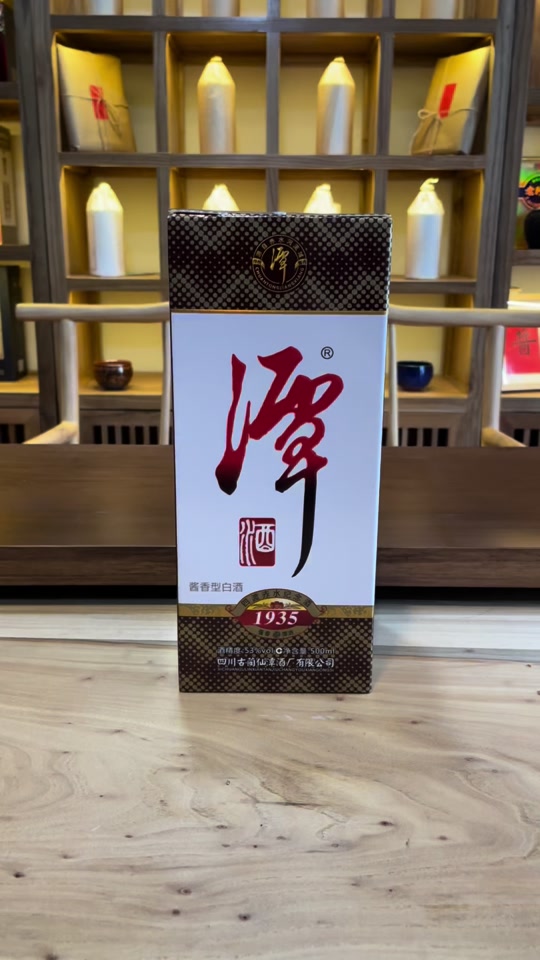 潭
潭
®
酒
酱香型白酒
1935
酒精度:53%vol 净含量:500ml
四川古蔺仙潭酒厂有限公司